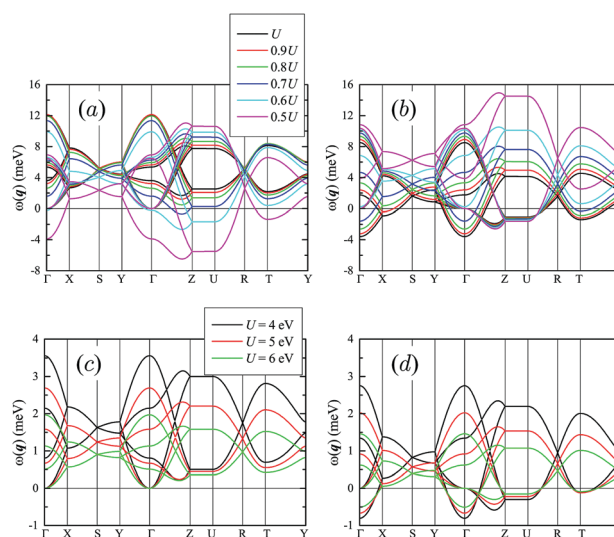 U
0.9U
0.8U
0.7U
0.6U
0.5U
16
12
8
4
0
-4
-8
ω(q) (meV)
(a)
Γ X S Y Γ Z U R T Y
16
12
8
4
0
-4
-8
ω(q) (meV)
(b)
Γ X S Y Γ Z U R T
U = 4 eV
U = 5 eV
U = 6 eV
4
3
2
1
0
-1
ω(q) (meV)
(c)
Γ X S Y Γ Z U R T Y
4
3
2
1
0
-1
ω(q) (meV)
(d)
Γ X S Y Γ Z U R T